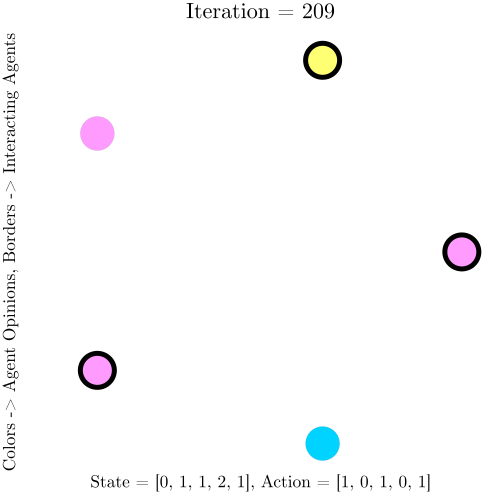 Iteration = 209
Colors -> Agent Opinions, Borders -> Interacting Agents
State = [0, 1, 1, 2, 1], Action = [1, 0, 1, 0, 1]